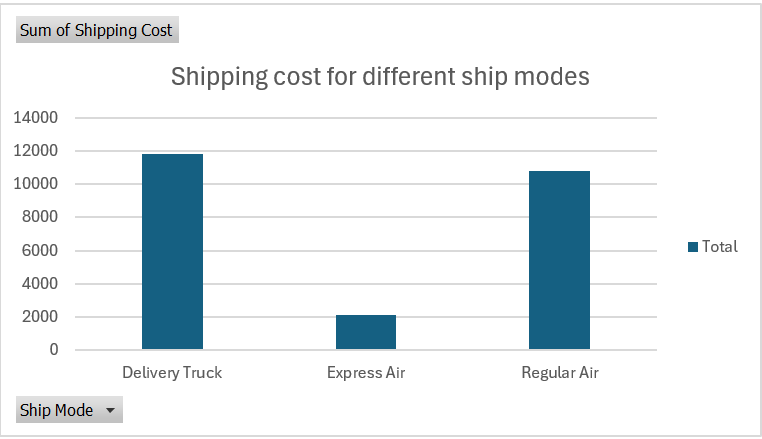 Sum of Shipping Cost
Shipping cost for different ship modes
14000
12000
10000
8000
6000
4000
2000
0
Total
Delivery Truck Express Air Regular Air
Ship Mode